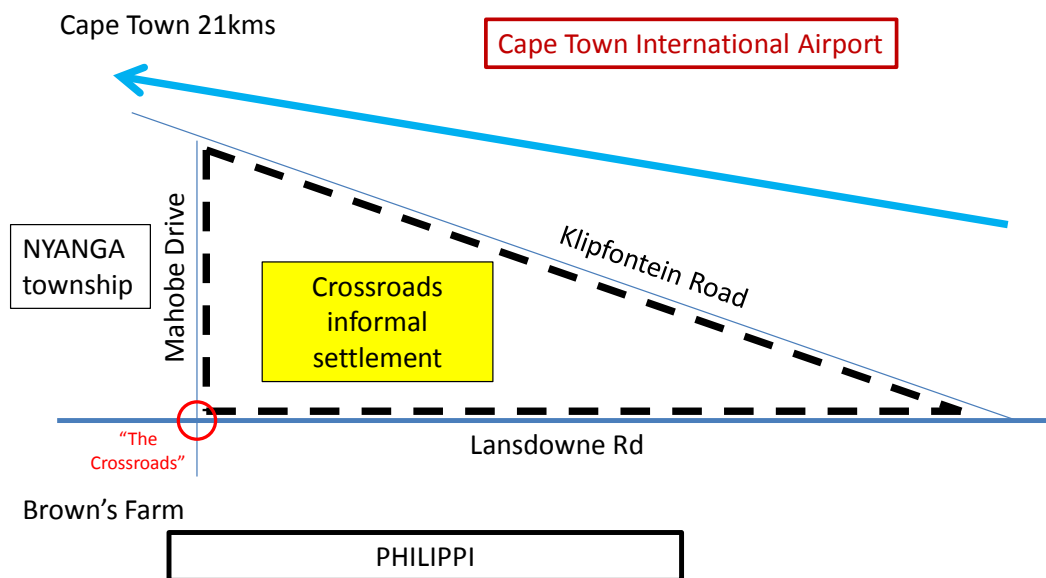 Cape Town 21kms
Cape Town International Airport
NYANGA
township
Mahobe Drive
Klipfontein Road
Crossroads
informal
settlement
"The
Crossroads"
Lansdowne Rd
Brown's Farm
PHILIPPI